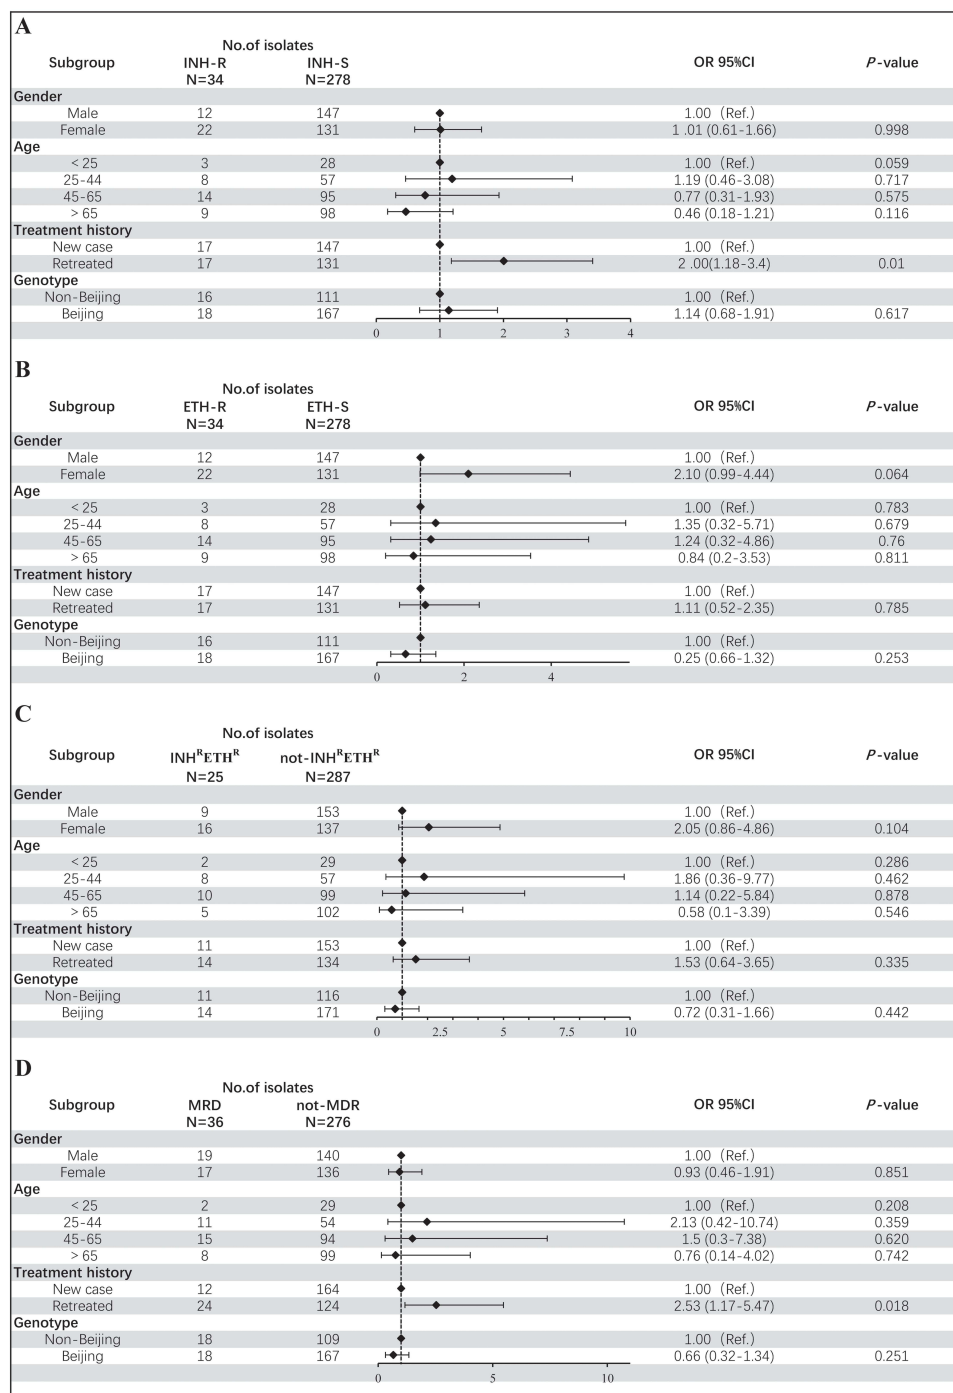 A
No.of isolates
Subgroup INH-R INH-S OR 95%CI P-value
N=34 N=278
Gender
Male 12 147 1.00 (Ref.)
Female 22 131 1 .01 (0.61-1.66) 0.998
Age
< 25 3 28 1.00 (Ref.) 0.059
25-44 8 57 1.19 (0.46-3.08) 0.717
45-65 14 95 0.77 (0.31-1.93) 0.575
> 65 9 98 0.46 (0.18-1.21) 0.116
Treatment history
New case 17 147 1.00 (Ref.)
Retreated 17 131 2 .00(1.18-3.4) 0.01
Genotype
Non-Beijing 16 111 1.00 (Ref.)
Beijing 18 167 1.14 (0.68-1.91) 0.617
0 1 2 3 4
B
No.of isolates
Subgroup ETH-R ETH-S OR 95%CI P-value
N=34 N=278
Gender
Male 12 147 1.00 (Ref.)
Female 22 131 2.10 (0.99-4.44) 0.064
Age
< 25 3 28 1.00 (Ref.) 0.783
25-44 8 57 1.35 (0.32-5.71) 0.679
45-65 14 95 1.24 (0.32-4.86) 0.76
> 65 9 98 0.84 (0.2-3.53) 0.811
Treatment history
New case 17 147 1.00 (Ref.)
Retreated 17 131 1.11 (0.52-2.35) 0.785
Genotype
Non-Beijing 16 111 1.00 (Ref.)
Beijing 18 167 0.25 (0.66-1.32) 0.253
0 2 4
C
No.of isolates
Subgroup INH^R ETH^R not-INH^R ETH^R OR 95%CI P-value
N=25 N=287
Gender
Male 9 153 1.00 (Ref.)
Female 16 137 2.05 (0.86-4.86) 0.104
Age
< 25 2 29 1.00 (Ref.) 0.286
25-44 8 57 1.86 (0.36-9.77) 0.462
45-65 10 99 1.14 (0.22-5.84) 0.878
> 65 5 102 0.58 (0.1-3.39) 0.546
Treatment history
New case 11 153 1.00 (Ref.)
Retreated 14 134 1.53 (0.64-3.65) 0.335
Genotype
Non-Beijing 11 116 1.00 (Ref.)
Beijing 14 171 0.72 (0.31-1.66) 0.442
0 2.5 5 7.5 10
D
No.of isolates
Subgroup MRD not-MDR OR 95%CI P-value
N=36 N=276
Gender
Male 19 140 1.00 (Ref.)
Female 17 136 0.93 (0.46-1.91) 0.851
Age
< 25 2 29 1.00 (Ref.) 0.208
25-44 11 54 2.13 (0.42-10.74) 0.359
45-65 15 94 1.5 (0.3-7.38) 0.620
> 65 8 99 0.76 (0.14-4.02) 0.742
Treatment history
New case 12 164 1.00 (Ref.)
Retreated 24 124 2.53 (1.17-5.47) 0.018
Genotype
Non-Beijing 18 109 1.00 (Ref.)
Beijing 18 167 0.66 (0.32-1.34) 0.251
0 5 10